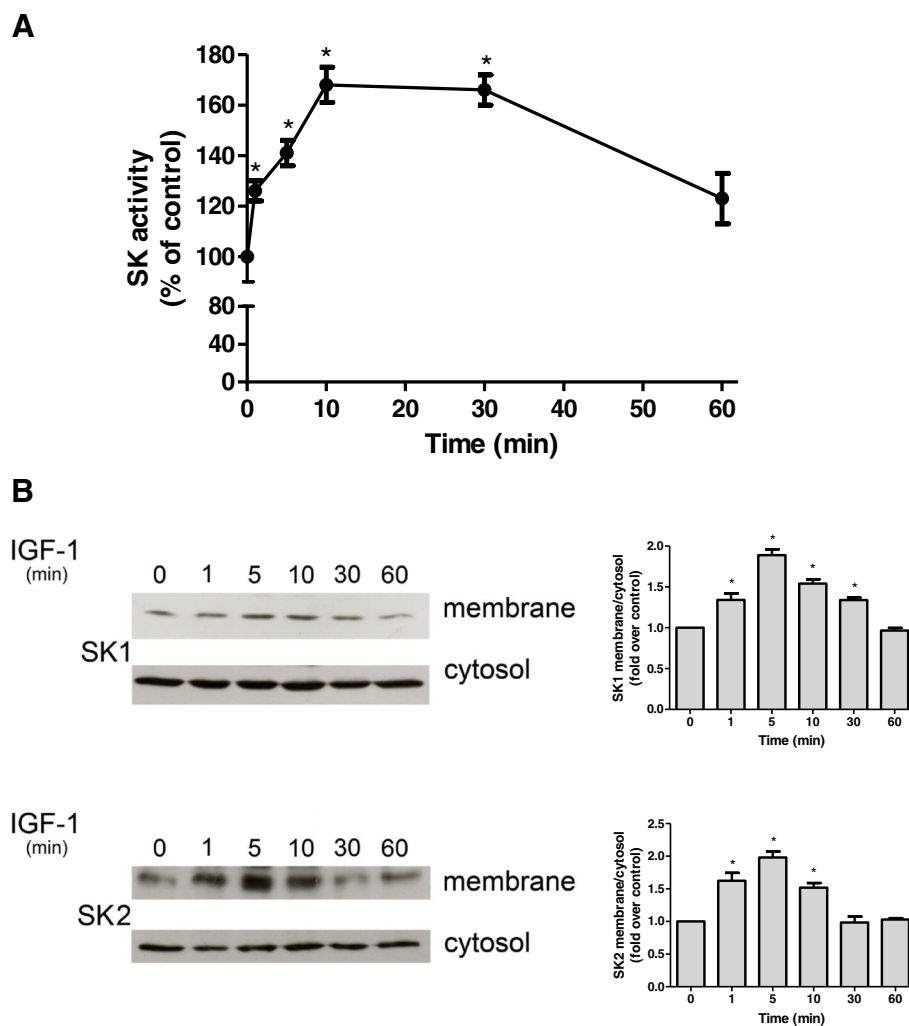 A
SK activity
(% of control)
180
160
140
120
100
80
40
0
* * * *
0 10 20 30 40 50 60
Time (min)
B
IGF-1
(min)
0 1 5 10 30 60
membrane
SK1
cytosol
SK1 membrane/cytosol
(fold over control)
2.0
1.5
1.0
0.5
0.0
* * * *
0 1 5 10 30 60
Time (min)
IGF-1
(min)
0 1 5 10 30 60
membrane
SK2
cytosol
SK2 membrane/cytosol
(fold over control)
2.5
2.0
1.5
1.0
0.5
0.0
* * *
0 1 5 10 30 60
Time (min)